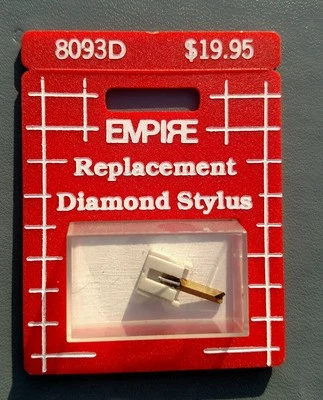 8093D $19.95
EMPIRE
Replacement
Diamond Stylus